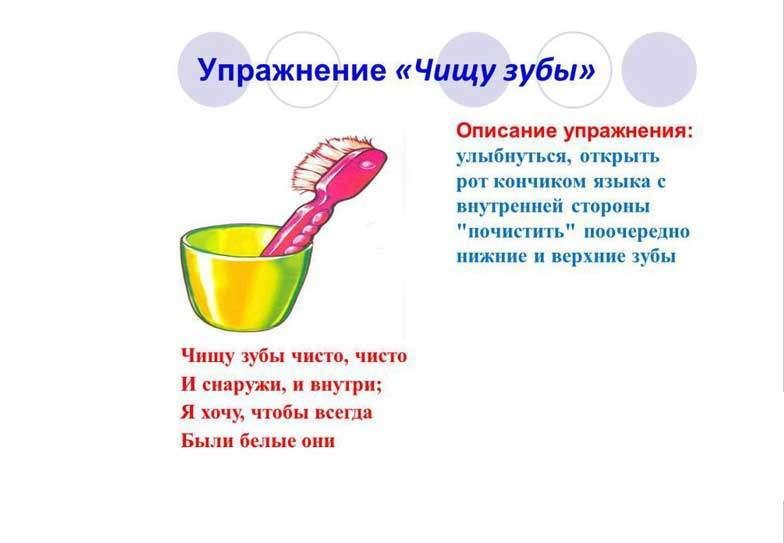 Упражнение «Чищу зубы»
Описание упражнения:
улыбнуться, открыть
рот кончиком языка с
внутренней стороны
"почистить" поочередно
нижние и верхние зубы
Чищу зубы чисто, чисто
И снаружи, и внутри;
Я хочу, чтобы всегда
Были белые они